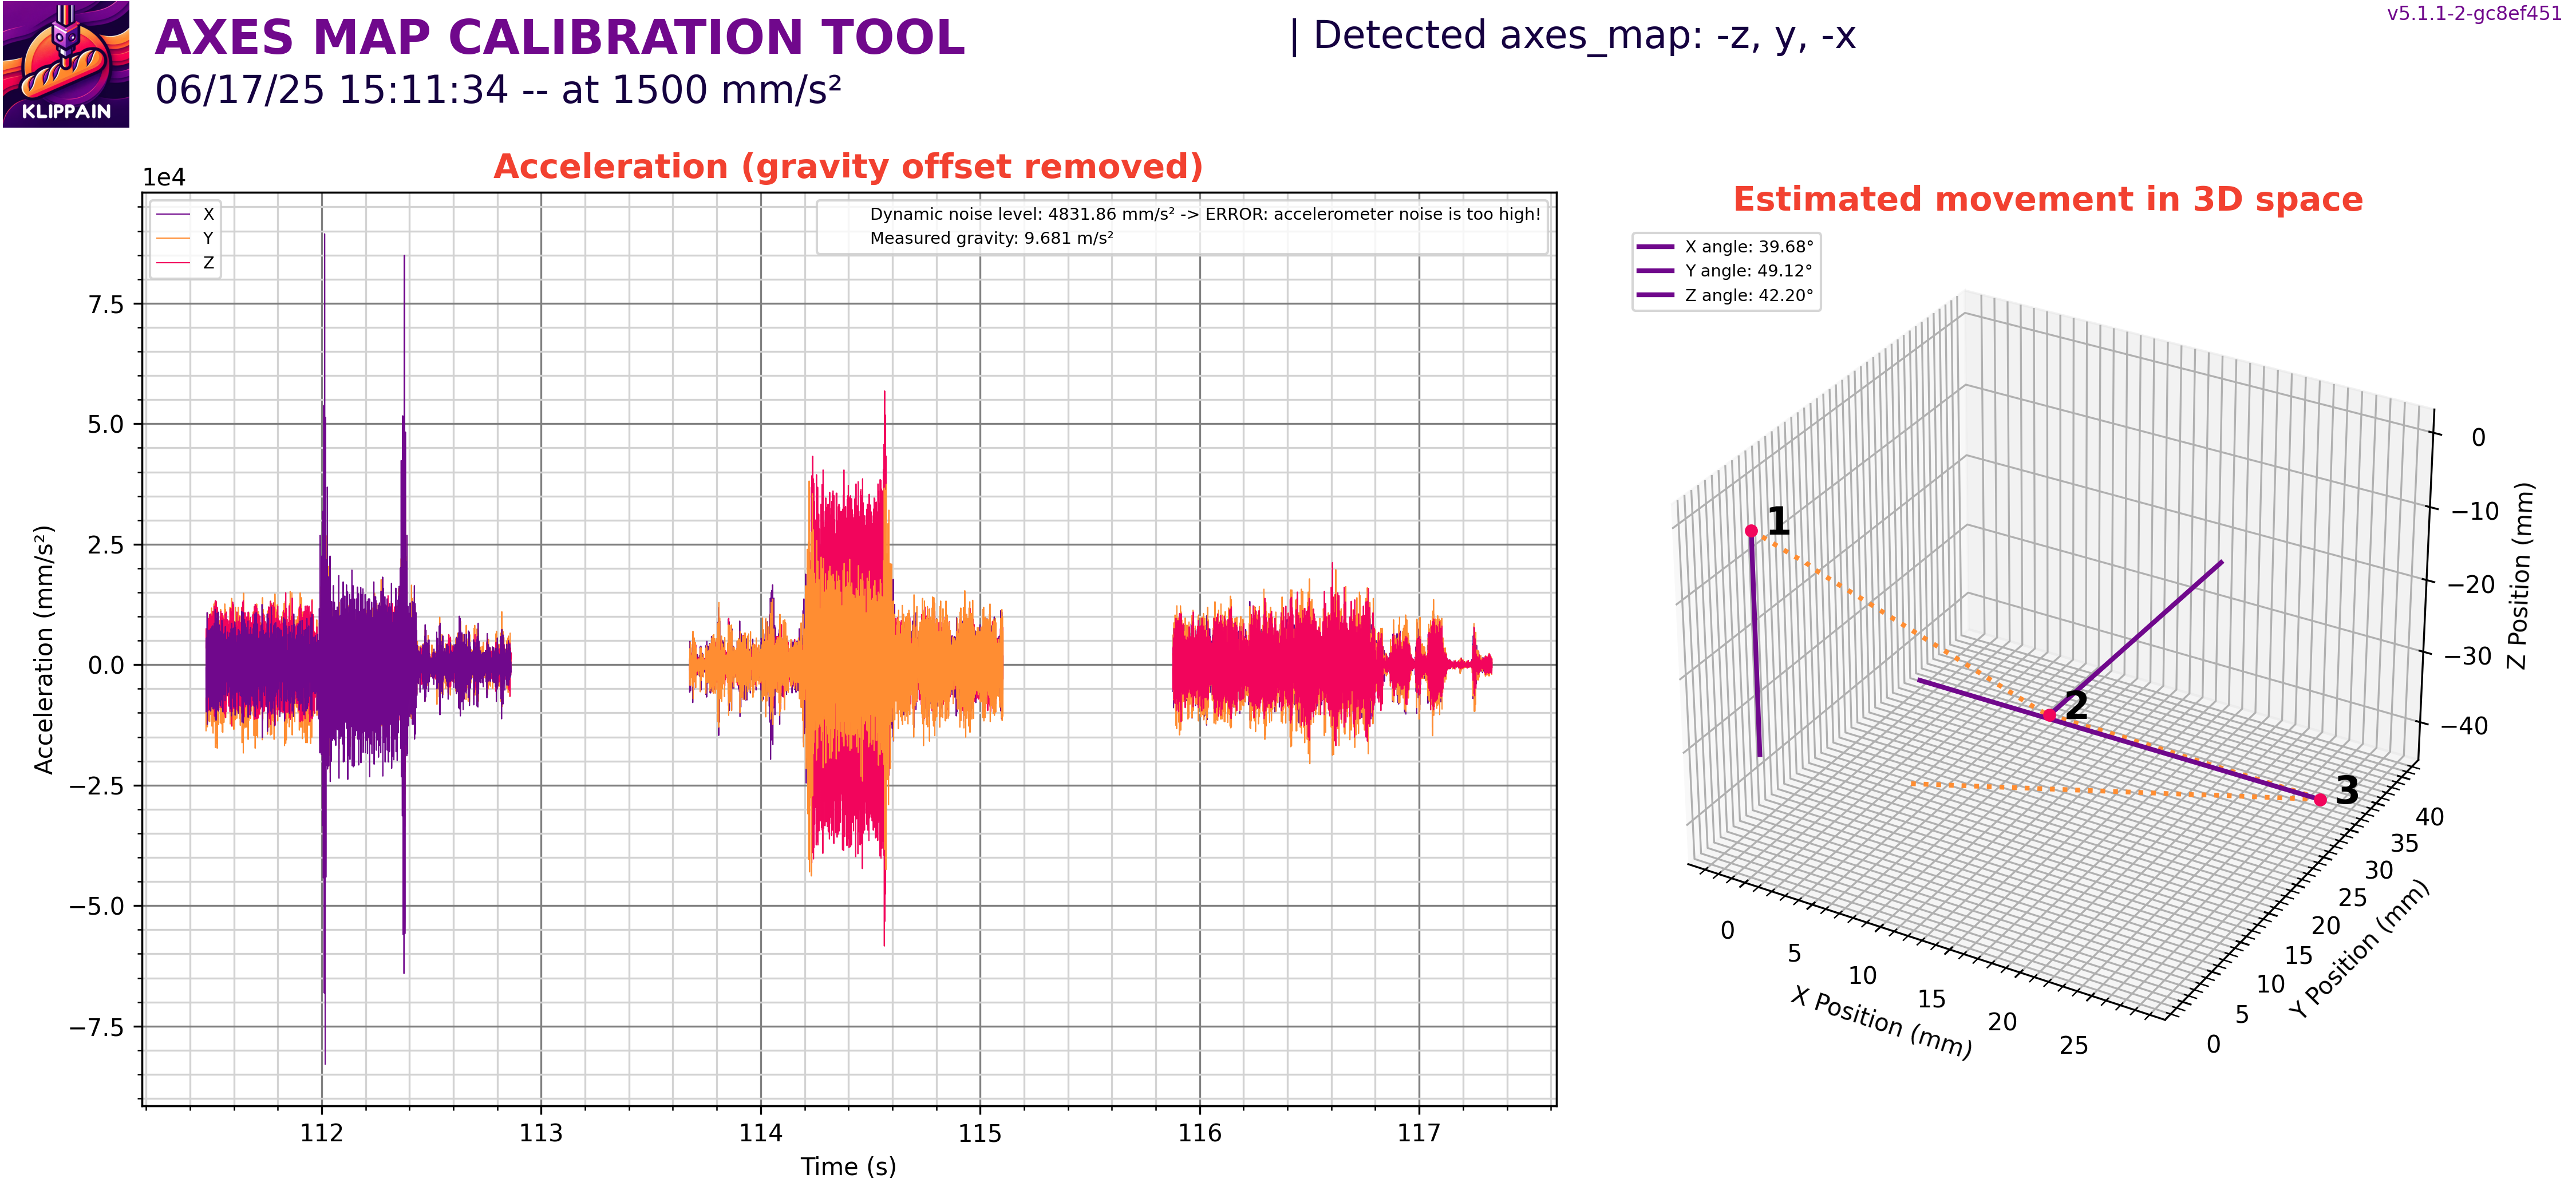 KLIPPAIN
AXES MAP CALIBRATION TOOL
06/17/25 15:11:34 -- at 1500 mm/s²
| Detected axes_map: -z, y, -x
v5.1.1-2-gc8ef451
Acceleration (gravity offset removed)
1e4
X
Y
Z
Dynamic noise level: 4831.86 mm/s² -> ERROR: accelerometer noise is too high!
Measured gravity: 9.681 m/s²
7.5
5.0
2.5
0.0
−2.5
−5.0
−7.5
Acceleration (mm/s²)
112
113
114
115
116
117
Time (s)
Estimated movement in 3D space
X angle: 39.68°
Y angle: 49.12°
Z angle: 42.20°
1
2
3
0
−10
−20
−30
−40
Z Position (mm)
0
5
10
15
20
25
X Position (mm)
0
5
10
15
20
25
30
35
40
Y Position (mm)